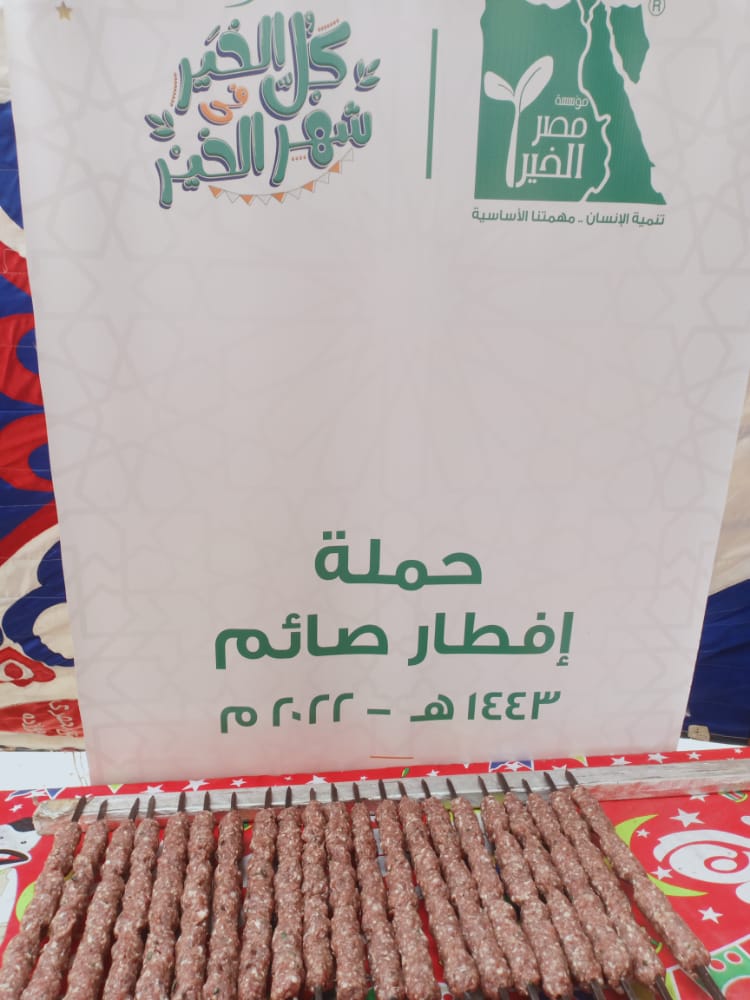 كل الخير
في
شهر الخير
®
مؤسسة
مصر
الخير
تنمية الإنسان .. مهمتنا الأساسية
حملة
إفطار صائم
١٤٤٣ هـ - ٢٠٢٢ م